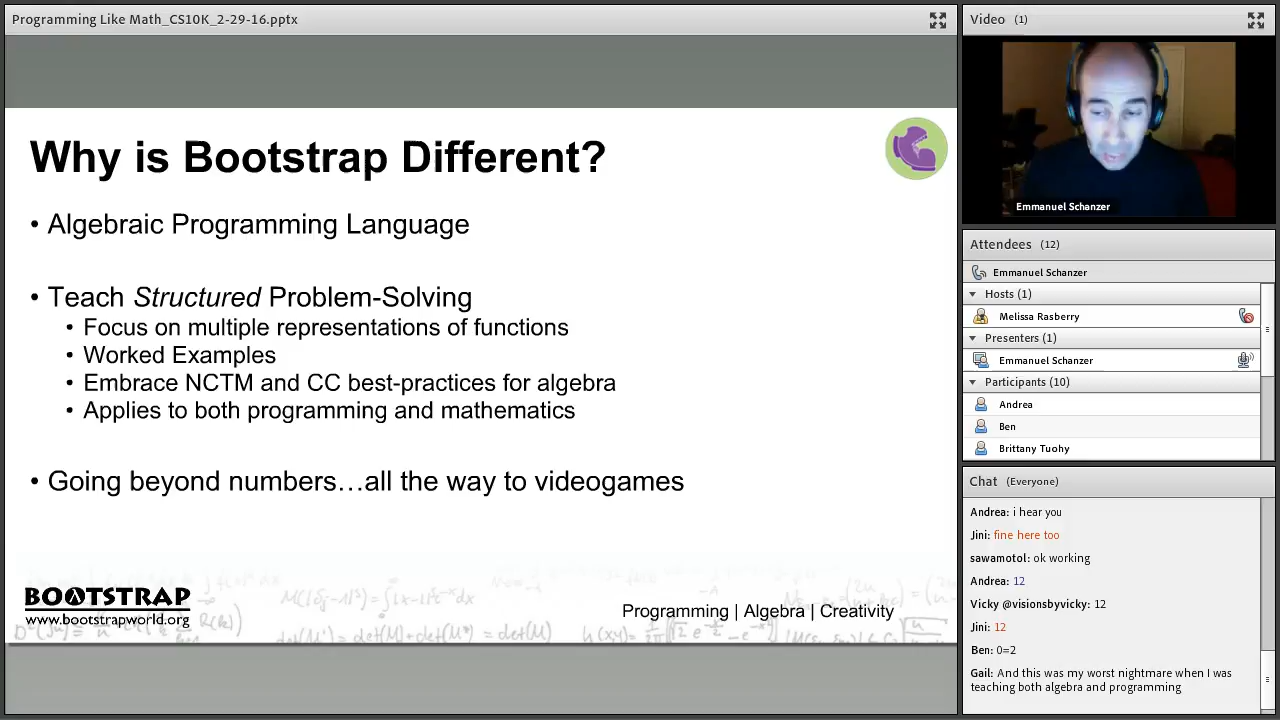 Programming Like Math_CS10K_2-29-16.pptx
Why is Bootstrap Different?
• Algebraic Programming Language
• Teach Structured Problem-Solving
• Focus on multiple representations of functions
• Worked Examples
• Embrace NCTM and CC best-practices for algebra
• Applies to both programming and mathematics
• Going beyond numbers…all the way to videogames
BOOTSTRAP
www.bootstrapworld.org
Programming | Algebra | Creativity
Video (1)
Emmanuel Schanzer
Attendees (12)
Emmanuel Schanzer
Hosts (1)
Melissa Rasberry
Presenters (1)
Emmanuel Schanzer
Participants (10)
Andrea
Ben
Brittany Tuohy
Chat (Everyone)
Andrea: i hear you
Jini: fine here too
sawamotol: ok working
Andrea: 12
Vicky @visionsbyvicky: 12
Jini: 12
Ben: 0=2
Gail: And this was my worst nightmare when I was
teaching both algebra and programming